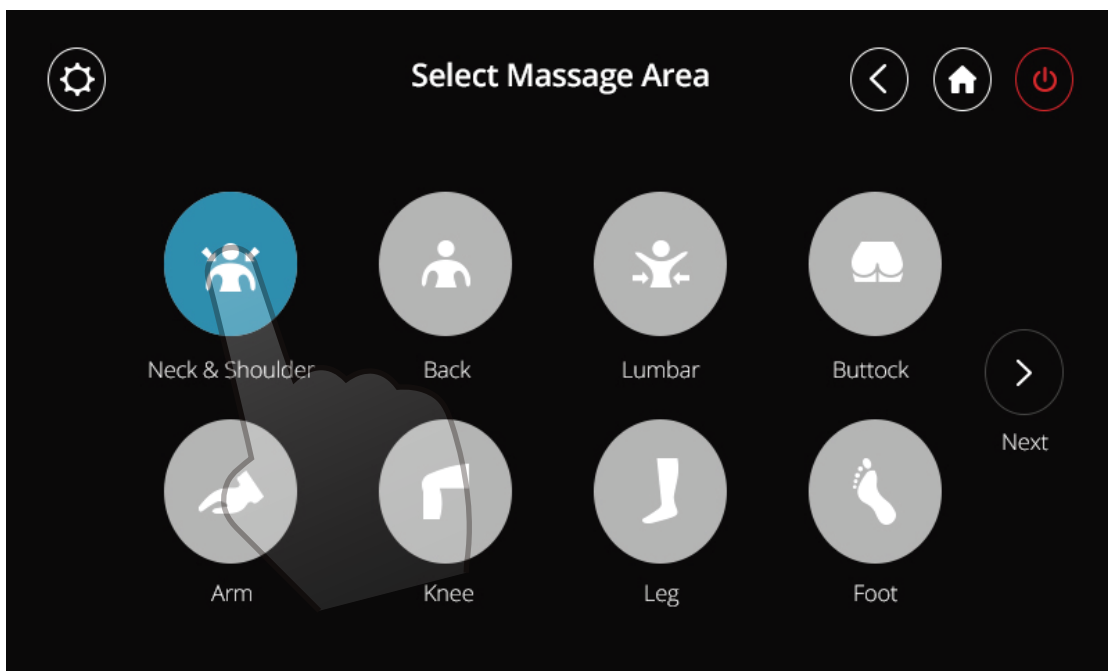 Select Massage Area
Neck & Shoulder
Back
Lumbar
Buttock
Next
Arm
Knee
Leg
Foot